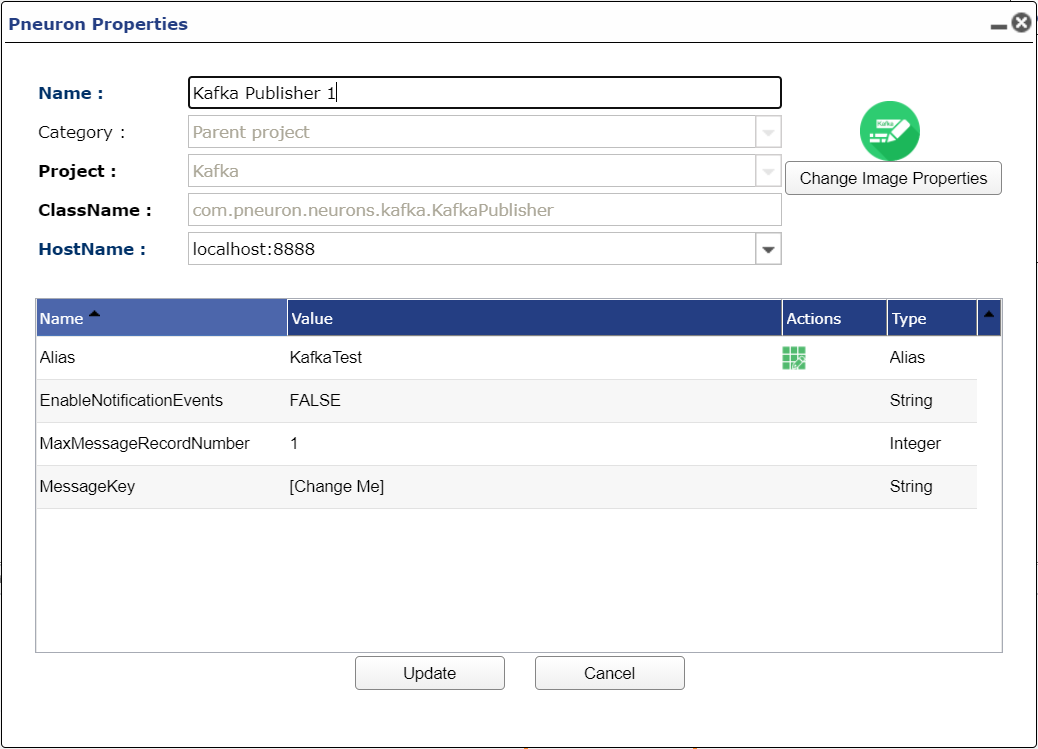 Pneuron Properties
Name :
Kafka Publisher 1
Category :
Parent project
Project :
Kafka
ClassName :
com.pneuron.neurons.kafka.KafkaPublisher
HostName :
localhost:8888
Kafka
Change Image Properties
Name Value Actions Type
Alias KafkaTest Alias
EnableNotificationEvents FALSE String
MaxMessageRecordNumber 1 Integer
MessageKey [Change Me] String
Update Cancel